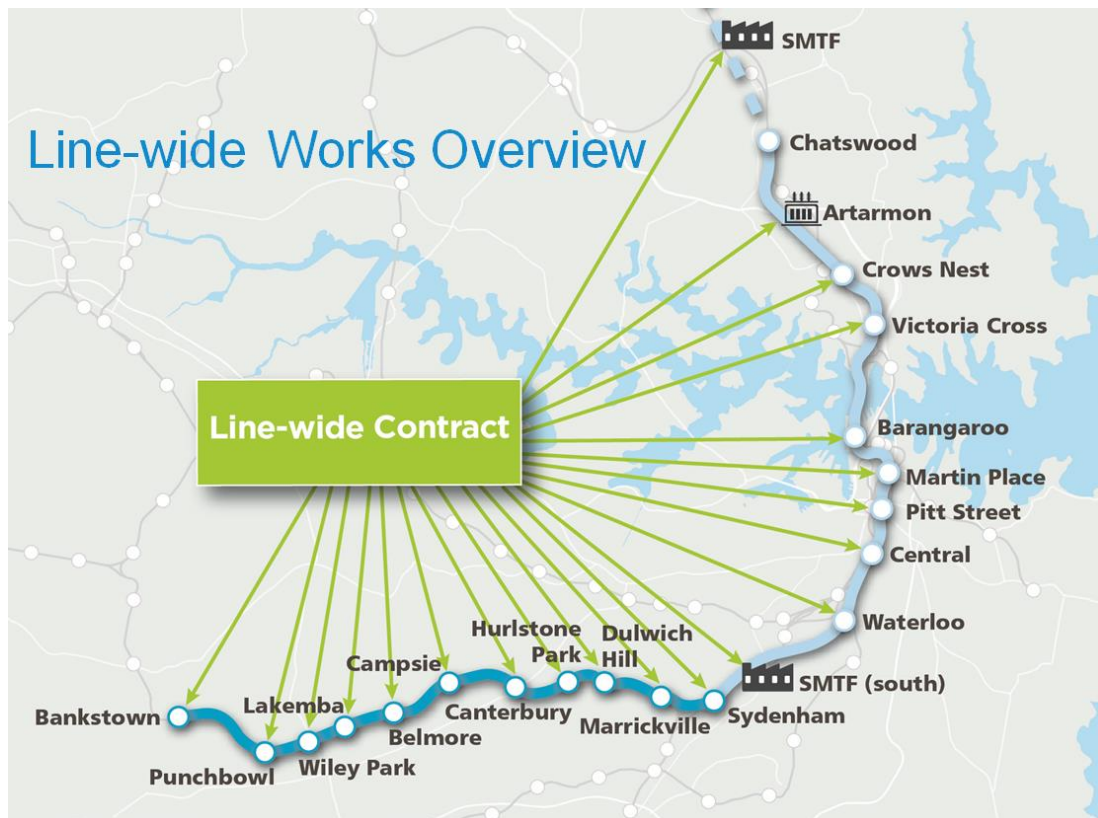 SMTF
Line-wide Works Overview
Chatswood
Artarmon
Crows Nest
Victoria Cross
Line-wide Contract
Barangaroo
Martin Place
Pitt Street
Central
Waterloo
Hurlstone
Park
Dulwich
Hill
Campsie
SMTF (south)
Lakemba
Bankstown
Canterbury
Sydenham
Marrickville
Belmore
Wiley Park
Punchbowl